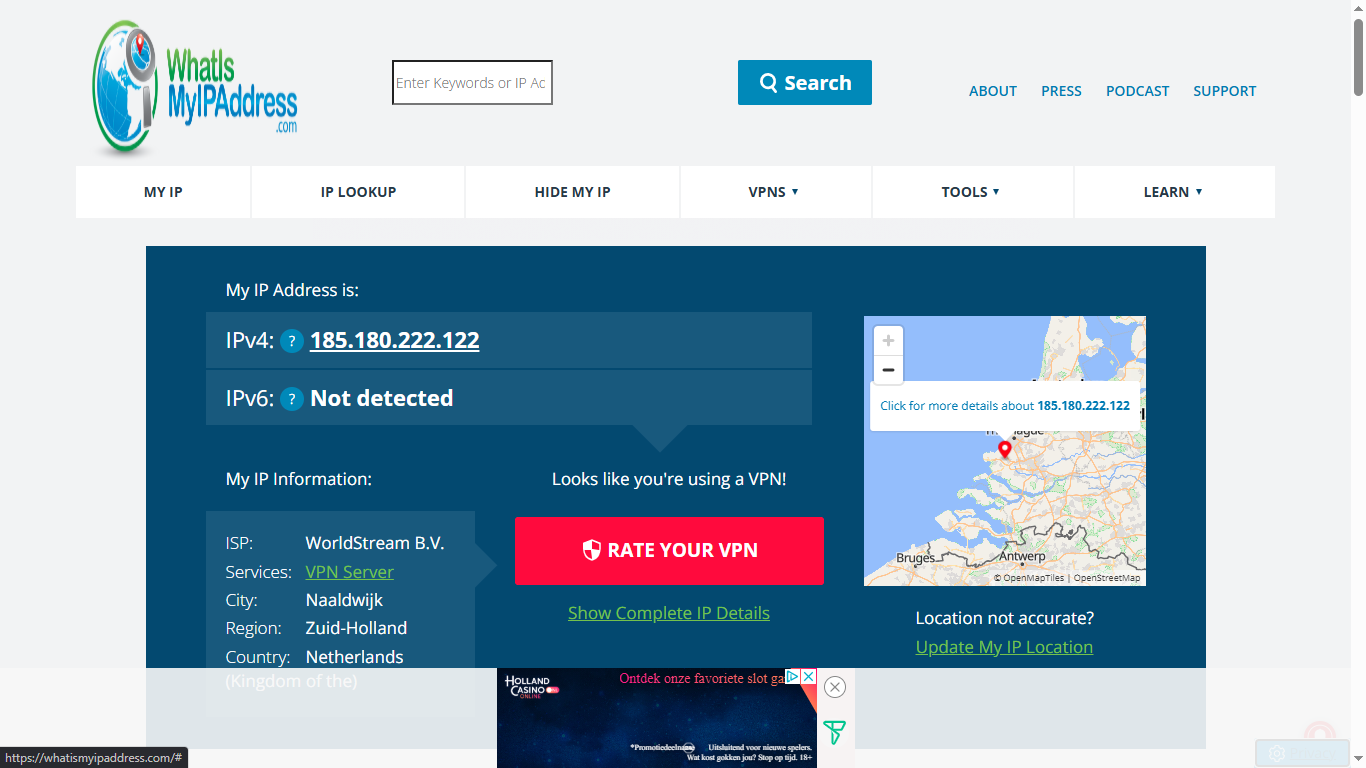 WhatIs
MyIPAddress
.com
Enter Keywords or IP Ac
Search
ABOUT PRESS PODCAST SUPPORT
MY IP IP LOOKUP HIDE MY IP VPNS ▼ TOOLS ▼ LEARN ▼
My IP Address is:
IPv4: ? 185.180.222.122
IPv6: ? Not detected
My IP Information:
ISP: WorldStream B.V.
Services: VPN Server
City: Naaldwijk
Region: Zuid-Holland
Country: Netherlands
(Kingdom of the)
Looks like you're using a VPN!
RATE YOUR VPN
Show Complete IP Details
+
−
Click for more details about 185.180.222.122
Bruges
Antwerp
© OpenMapTiles | OpenStreetMap
Location not accurate?
Update My IP Location
HOLLAND
CASINO
ONLINE
Ontdek onze favoriete slot ga
*Promotiedeelname Uitsluitend voor nieuwe spelers.
Wat kost gokken jou? Stop op tijd. 18+
https://whatismyipaddress.com/#